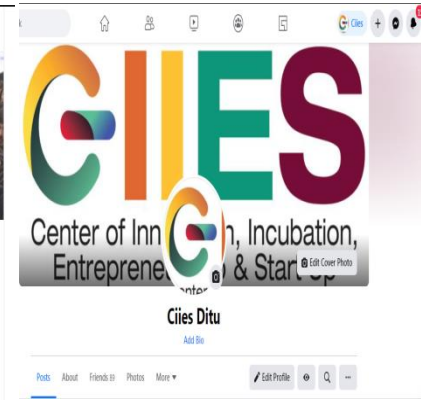 Ciies
CIIES
Center of Inn n, Incubation,
Entreprene & Start
Edit Cover Photo
Ciies Ditu
Add Bio
Posts About Friends 89 Photos More
Edit Profile